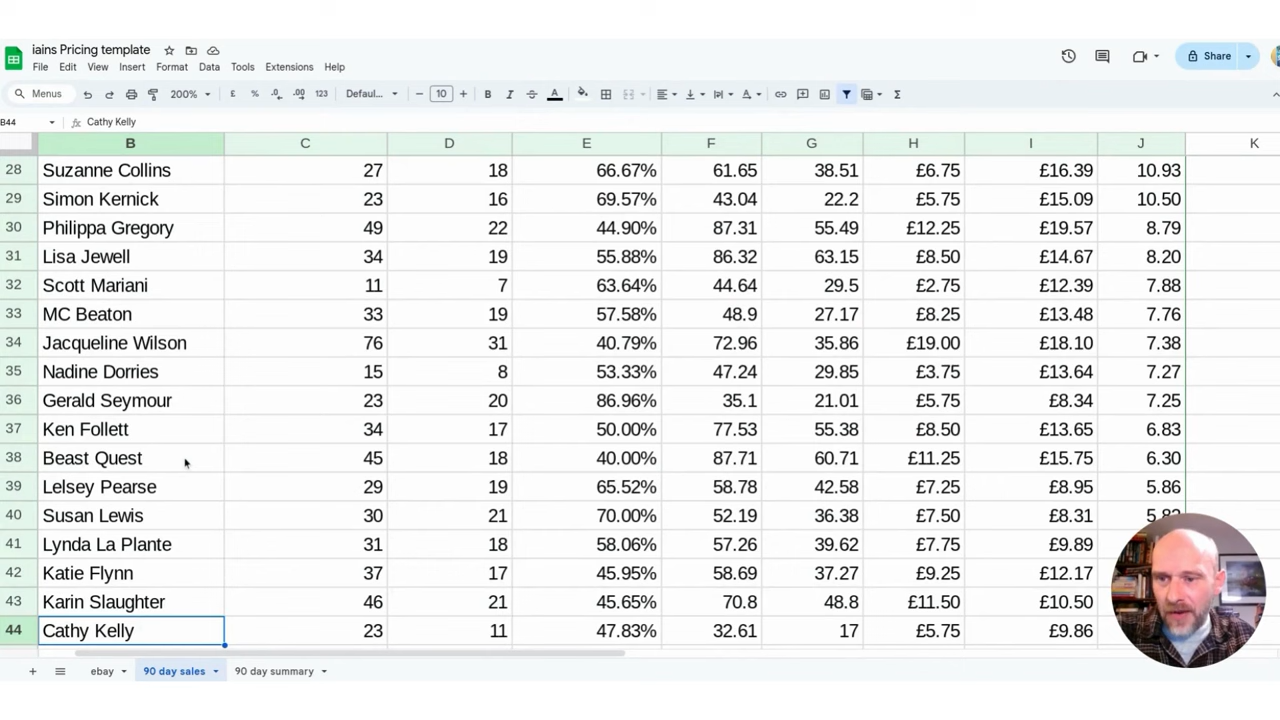 iains Pricing template
File Edit View Insert Format Data Tools Extensions Help
Share
Menus 200% £ % .0 .00 123 Defaul... 10 B I A
B44 fx Cathy Kelly
B C D E F G H I J K
28 Suzanne Collins 27 18 66.67% 61.65 38.51 £6.75 £16.39 10.93
29 Simon Kernick 23 16 69.57% 43.04 22.2 £5.75 £15.09 10.50
30 Philippa Gregory 49 22 44.90% 87.31 55.49 £12.25 £19.57 8.79
31 Lisa Jewell 34 19 55.88% 86.32 63.15 £8.50 £14.67 8.20
32 Scott Mariani 11 7 63.64% 44.64 29.5 £2.75 £12.39 7.88
33 MC Beaton 33 19 57.58% 48.9 27.17 £8.25 £13.48 7.76
34 Jacqueline Wilson 76 31 40.79% 72.96 35.86 £19.00 £18.10 7.38
35 Nadine Dorries 15 8 53.33% 47.24 29.85 £3.75 £13.64 7.27
36 Gerald Seymour 23 20 86.96% 35.1 21.01 £5.75 £8.34 7.25
37 Ken Follett 34 17 50.00% 77.53 55.38 £8.50 £13.65 6.83
38 Beast Quest 45 18 40.00% 87.71 60.71 £11.25 £15.75 6.30
39 Lelsey Pearse 29 19 65.52% 58.78 42.58 £7.25 £8.95 5.86
40 Susan Lewis 30 21 70.00% 52.19 36.38 £7.50 £8.31
41 Lynda La Plante 31 18 58.06% 57.26 39.62 £7.75 £9.89
42 Katie Flynn 37 17 45.95% 58.69 37.27 £9.25 £12.17
43 Karin Slaughter 46 21 45.65% 70.8 48.8 £11.50 £10.50
44 Cathy Kelly 23 11 47.83% 32.61 17 £5.75 £9.86
ebay 90 day sales 90 day summary